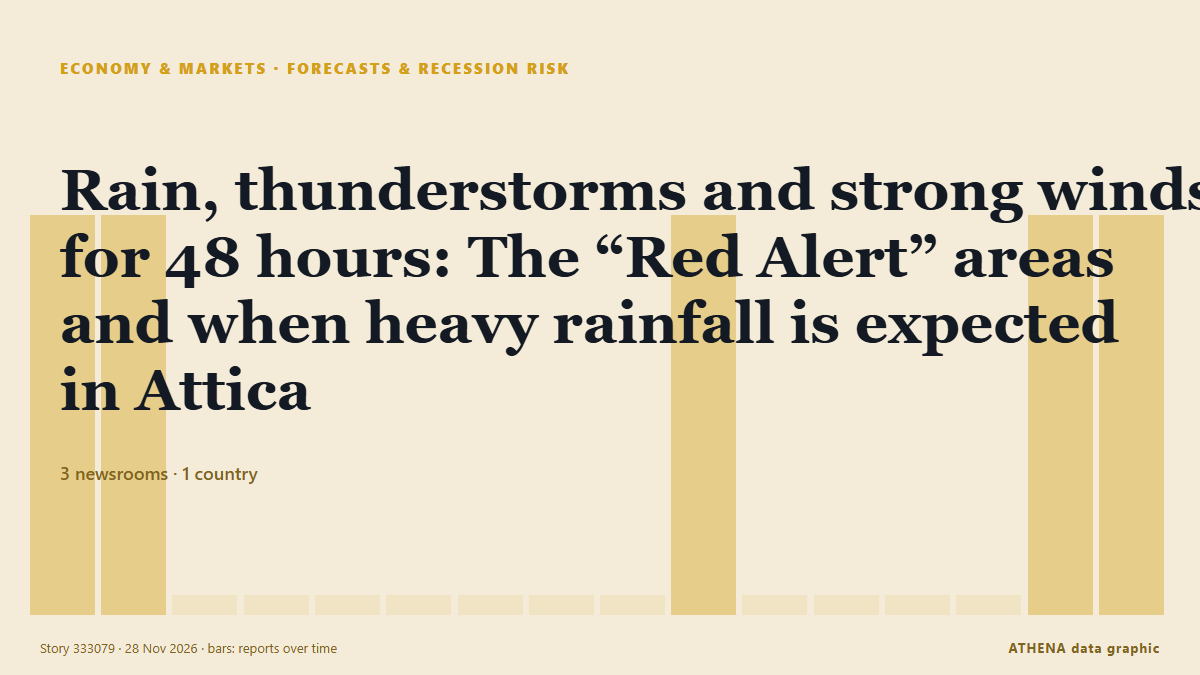 ECONOMY & MARKETS · FORECASTS & RECESSION RISK
Rain, thunderstorms and strong winds
for 48 hours: The “Red Alert” areas
and when heavy rainfall is expected
in Attica
3 newsrooms · 1 country
Story 333079 · 28 Nov 2026 · bars: reports over time
ATHENA data graphic